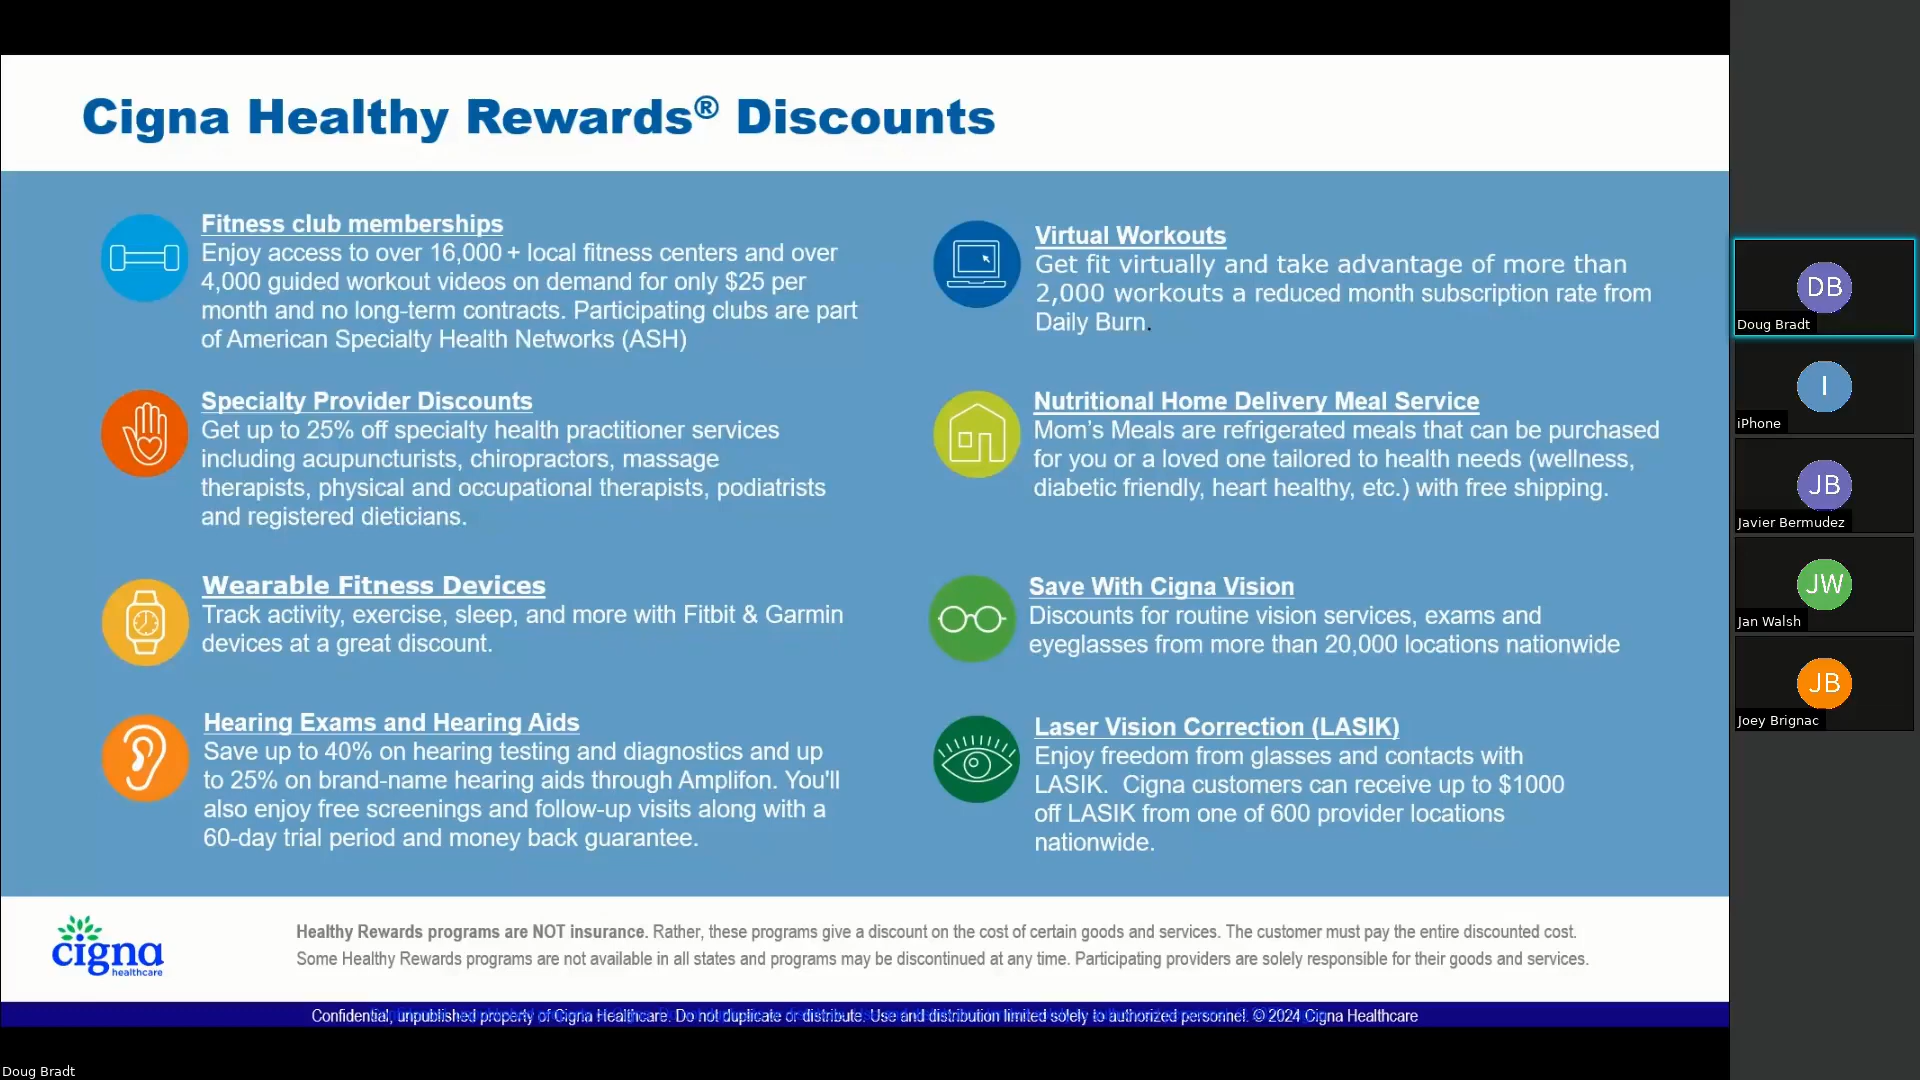 Cigna Healthy Rewards® Discounts
Fitness club memberships
Enjoy access to over 16,000 + local fitness centers and over
4,000 guided workout videos on demand for only $25 per
month and no long-term contracts. Participating clubs are part
of American Specialty Health Networks (ASH)
Specialty Provider Discounts
Get up to 25% off specialty health practitioner services
including acupuncturists, chiropractors, massage
therapists, physical and occupational therapists, podiatrists
and registered dieticians.
Wearable Fitness Devices
Track activity, exercise, sleep, and more with Fitbit & Garmin
devices at a great discount.
Hearing Exams and Hearing Aids
Save up to 40% on hearing testing and diagnostics and up
to 25% on brand-name hearing aids through Amplifon. You'll
also enjoy free screenings and follow-up visits along with a
60-day trial period and money back guarantee.
Virtual Workouts
Get fit virtually and take advantage of more than
2,000 workouts a reduced month subscription rate from
Daily Burn.
Nutritional Home Delivery Meal Service
Mom's Meals are refrigerated meals that can be purchased
for you or a loved one tailored to health needs (wellness,
diabetic friendly, heart healthy, etc.) with free shipping.
Save With Cigna Vision
Discounts for routine vision services, exams and
eyeglasses from more than 20,000 locations nationwide
Laser Vision Correction (LASIK)
Enjoy freedom from glasses and contacts with
LASIK. Cigna customers can receive up to $1000
off LASIK from one of 600 provider locations
nationwide.
cigna
healthcare
Healthy Rewards programs are NOT insurance. Rather, these programs give a discount on the cost of certain goods and services. The customer must pay the entire discounted cost.
Some Healthy Rewards programs are not available in all states and programs may be discontinued at any time. Participating providers are solely responsible for their goods and services.
Confidential, unpublished property of Cigna Healthcare. Do not duplicate or distribute. Use and distribution limited solely to authorized personnel. © 2024 Cigna Healthcare
Doug Bradt
DB
Doug Bradt
I
iPhone
JB
Javier Bermudez
JW
Jan Walsh
JB
Joey Brignac